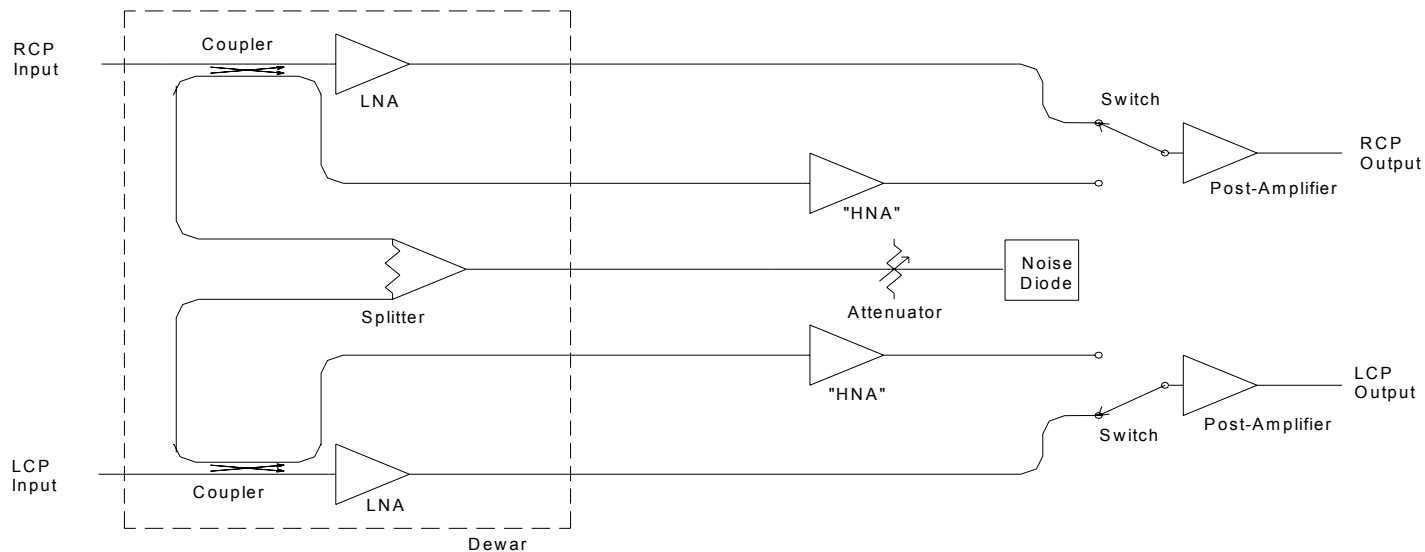 RCP
Input
Coupler
LNA
Switch
RCP
Output
Post-Amplifier
"HNA"
Noise
Diode
Attenuator
Splitter
"HNA"
LCP
Output
Post-Amplifier
Switch
LCP
Input
Coupler
LNA
Dewar